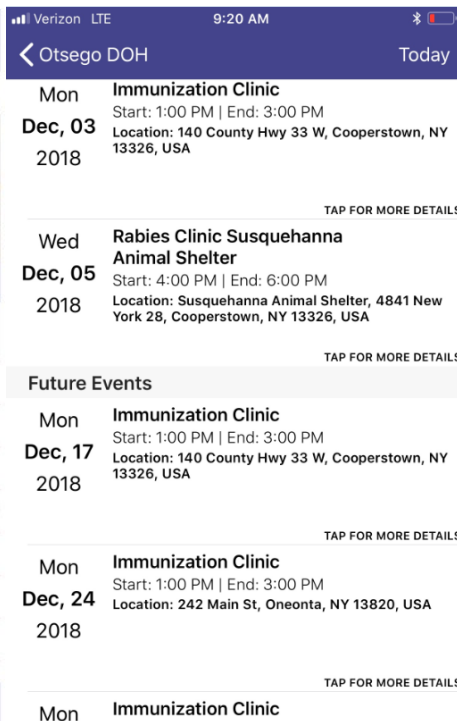 Verizon LTE 9:20 AM
Otsego DOH Today
Mon
Dec, 03
2018
Immunization Clinic
Start: 1:00 PM | End: 3:00 PM
Location: 140 County Hwy 33 W, Cooperstown, NY
13326, USA
TAP FOR MORE DETAILS
Wed
Dec, 05
2018
Rabies Clinic Susquehanna
Animal Shelter
Start: 4:00 PM | End: 6:00 PM
Location: Susquehanna Animal Shelter, 4841 New
York 28, Cooperstown, NY 13326, USA
TAP FOR MORE DETAILS
Future Events
Mon
Dec, 17
2018
Immunization Clinic
Start: 1:00 PM | End: 3:00 PM
Location: 140 County Hwy 33 W, Cooperstown, NY
13326, USA
TAP FOR MORE DETAILS
Mon
Dec, 24
2018
Immunization Clinic
Start: 1:00 PM | End: 3:00 PM
Location: 242 Main St, Oneonta, NY 13820, USA
TAP FOR MORE DETAILS
Mon
Immunization Clinic